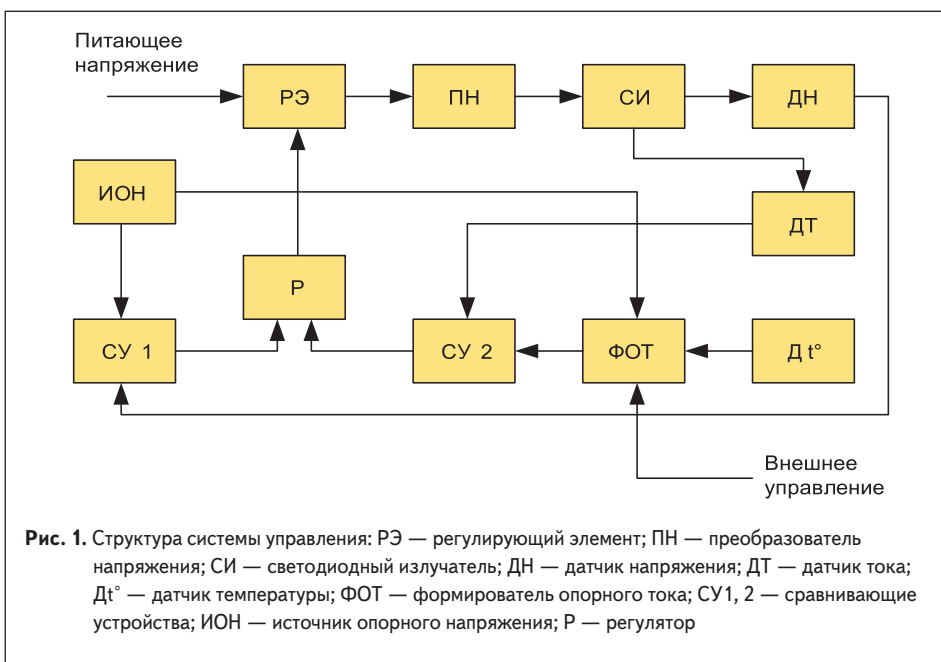 Питающее
напряжение
РЭ
ПН
СИ
ДН
ИОН
ДТ
Р
СУ 1
СУ 2
ФОТ
Д t°
Внешнее
управление
Рис. 1. Структура системы управления: РЭ — регулирующий элемент; ПН — преобразователь
напряжения; СИ — светодиодный излучатель; ДН — датчик напряжения; ДТ — датчик тока;
Дt° — датчик температуры; ФОТ — формирователь опорного тока; СУ1, 2 — сравнивающие
устройства; ИОН — источник опорного напряжения; Р — регулятор